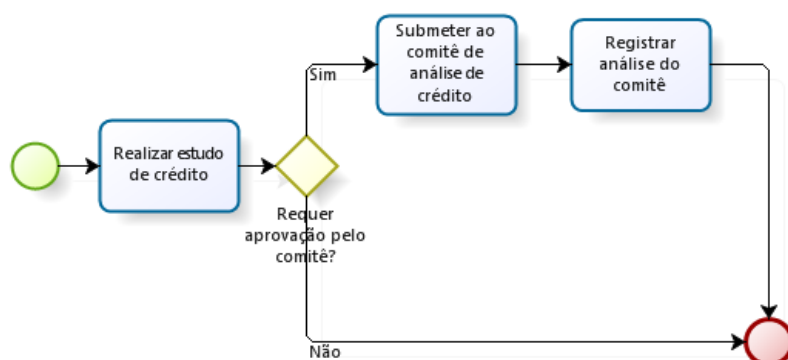 Realizar estudo
de crédito
Requer
aprovação pelo
comitê?
Sim
Submeter ao
comitê de
análise de
crédito
Registrar
análise do
comitê
Não